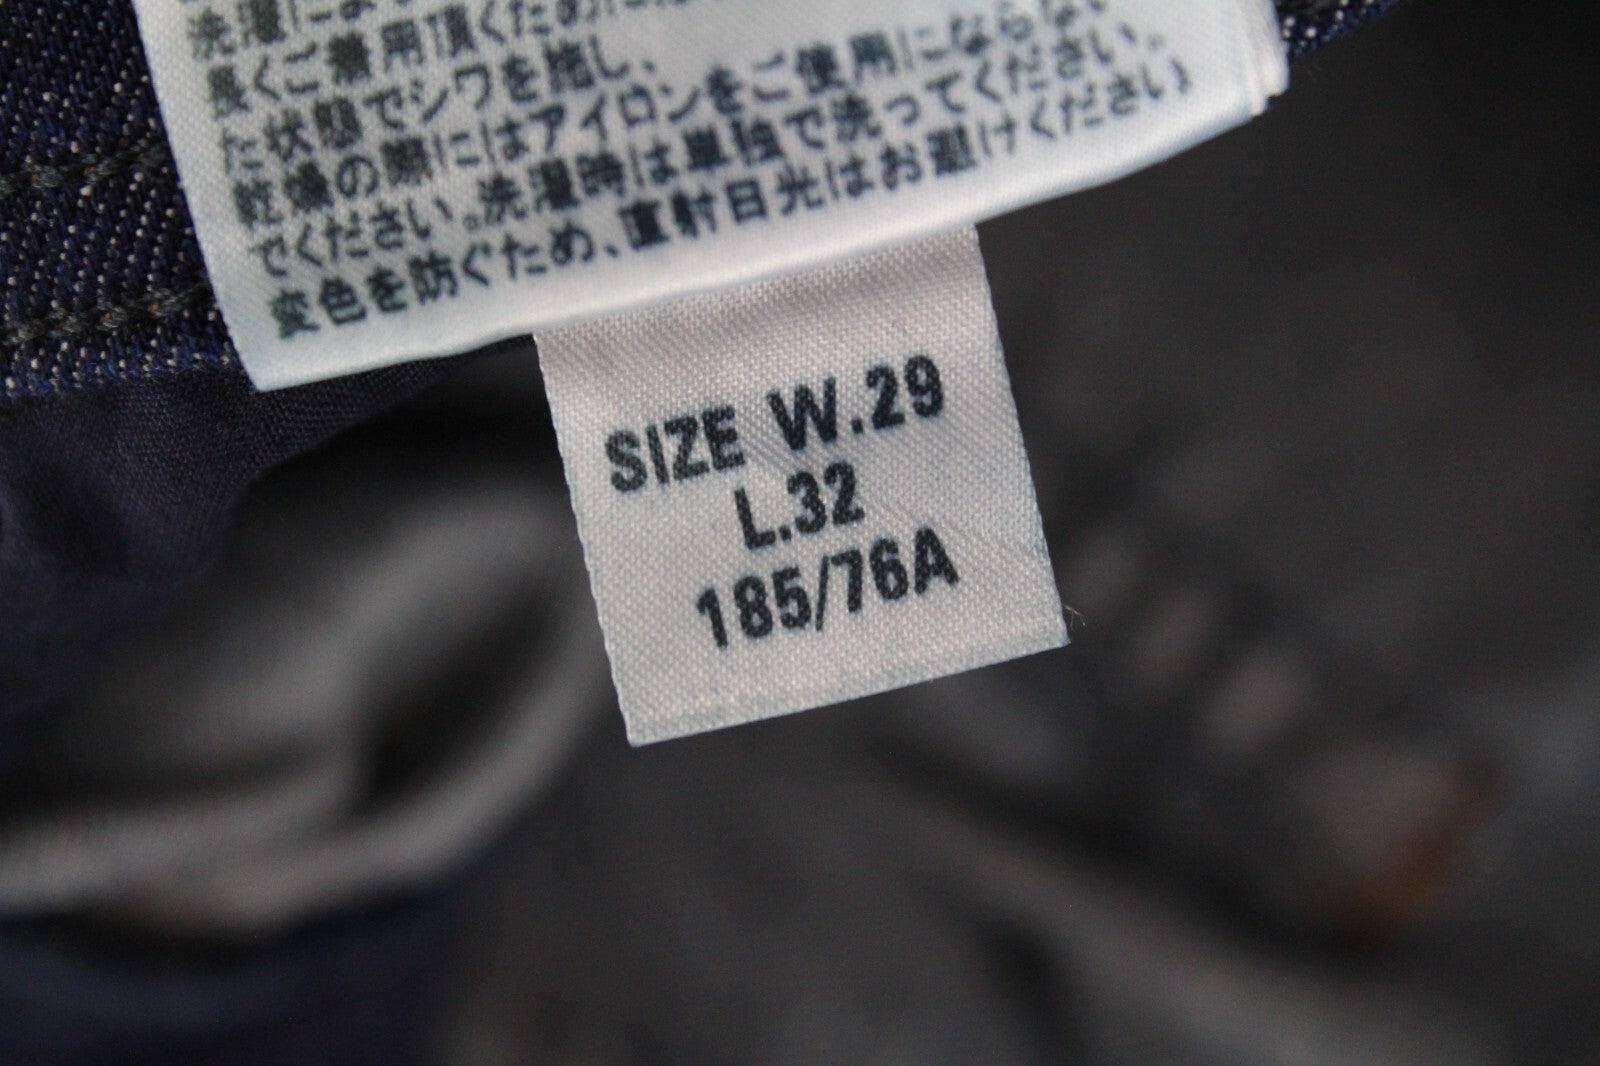 長くご着用頂くために
た状態でシワを施し、
乾燥の際にはアイロンをご使用にならない
でください。洗濯時は単独で洗ってください。
変色を防ぐため、直射日光はお避けください
SIZE W.29
L.32
185/76A